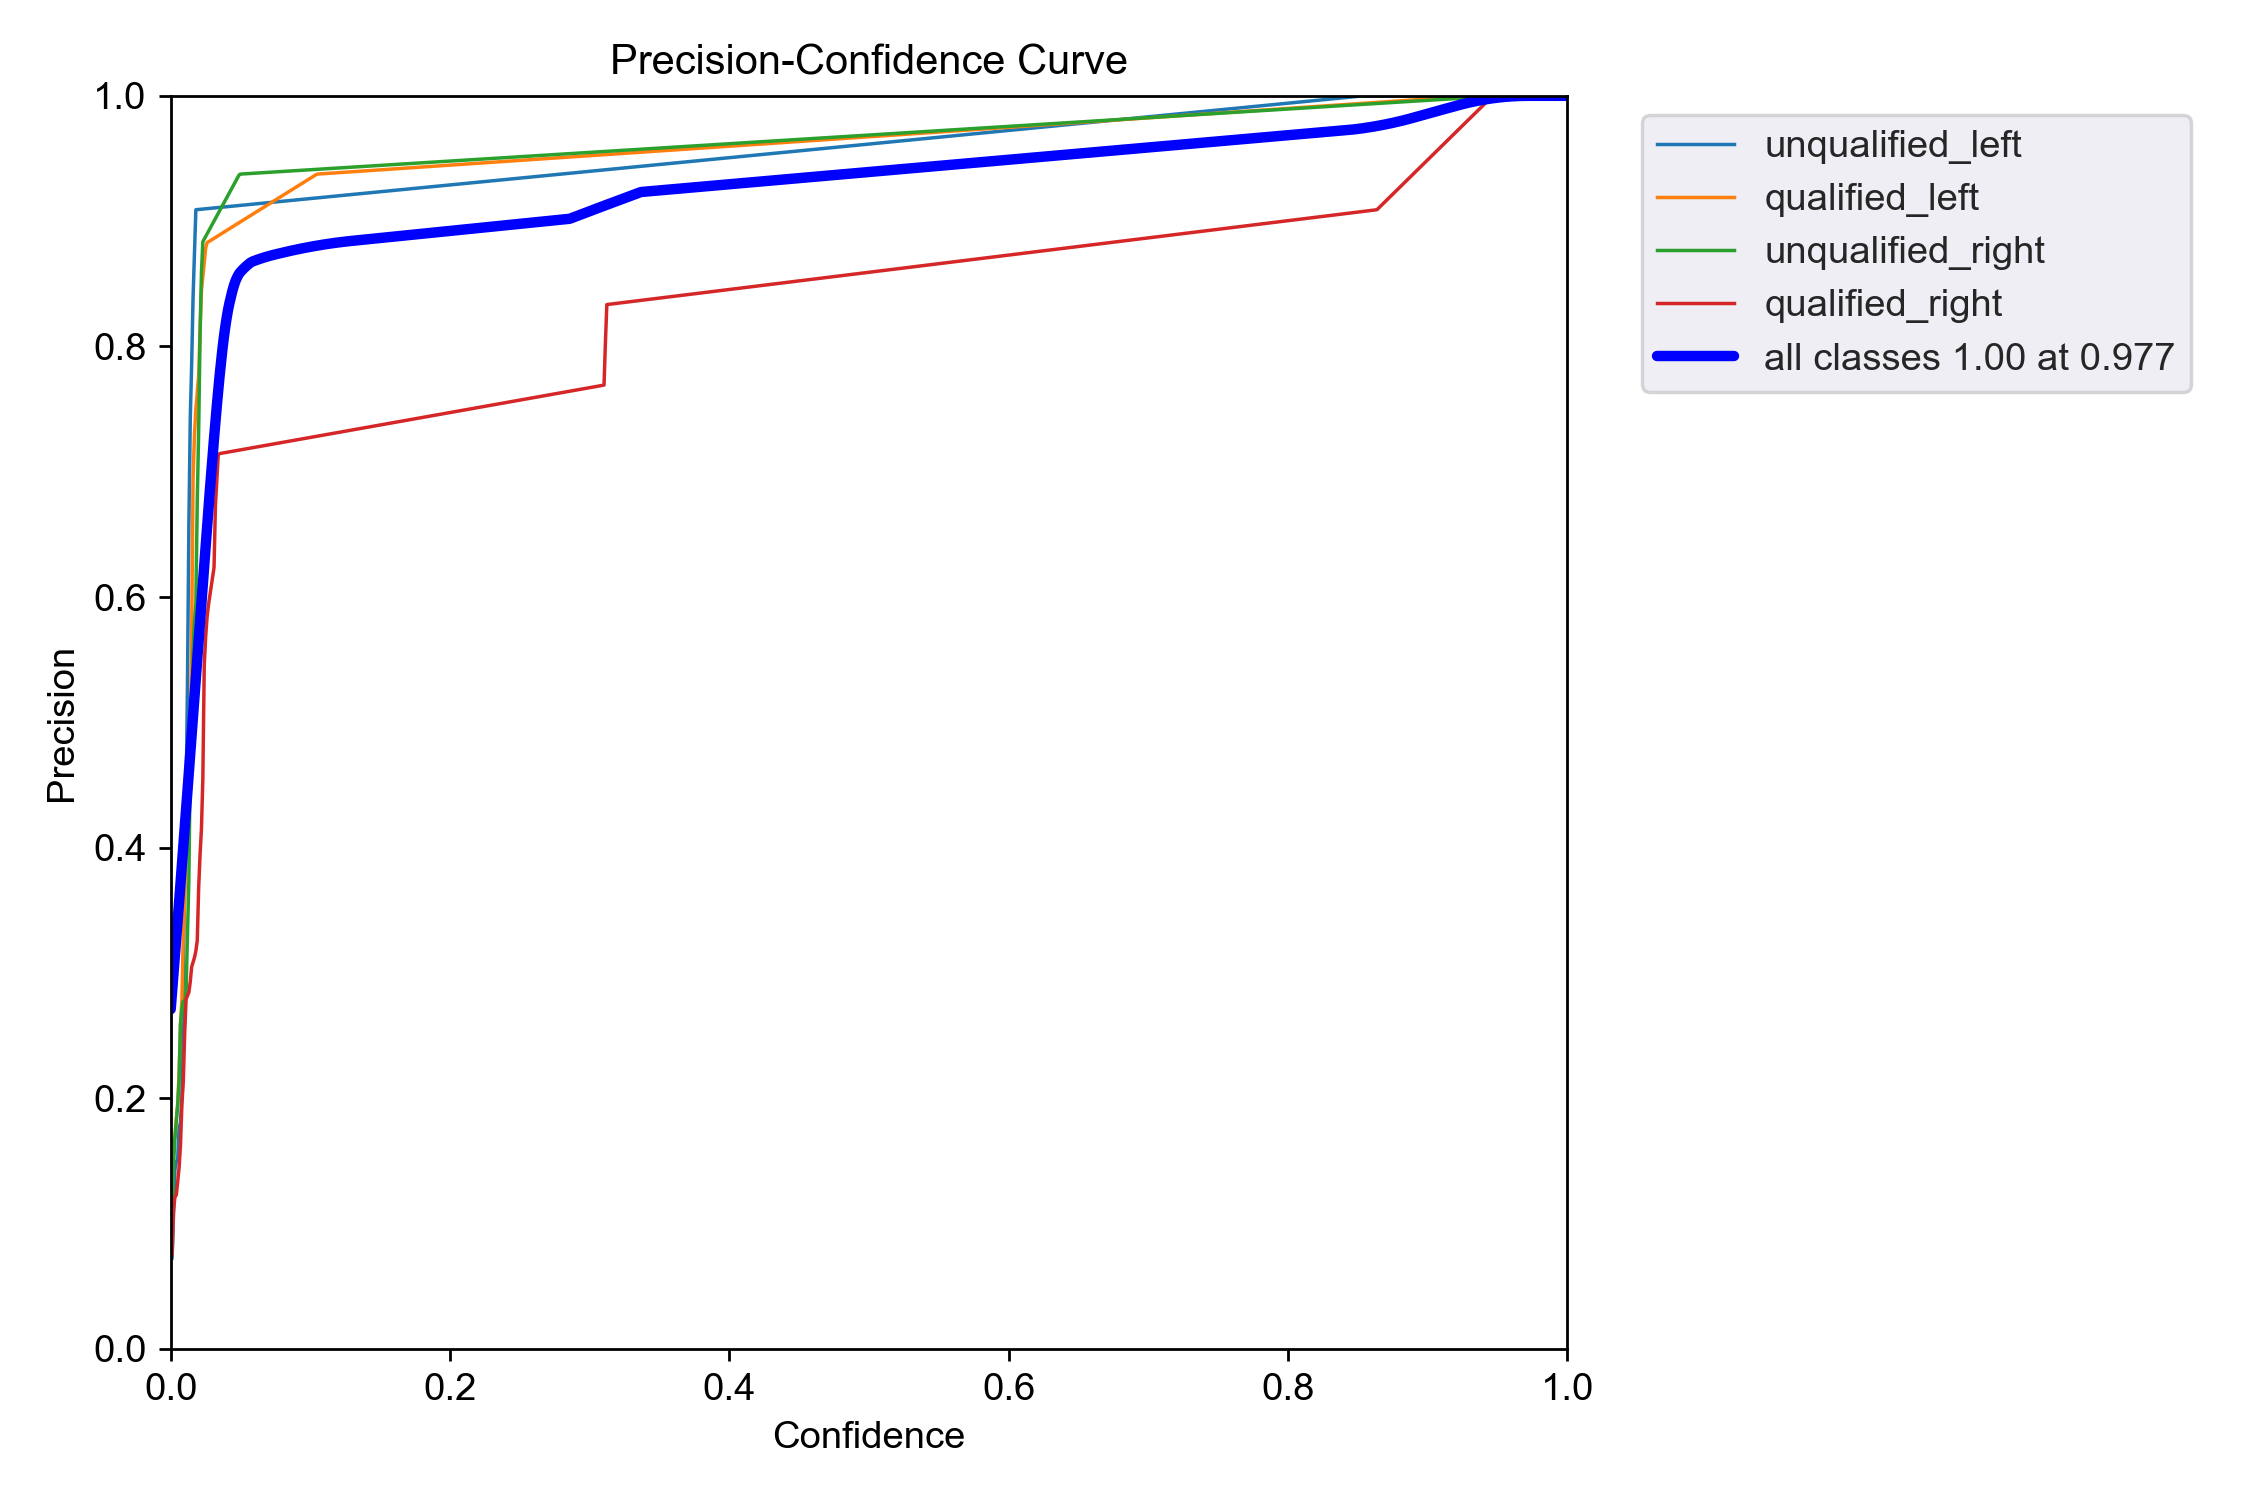 Precision-Confidence Curve
1.0
0.8
0.6
0.4
0.2
0.0
Precision
0.0 0.2 0.4 0.6 0.8 1.0
Confidence
unqualified_left
qualified_left
unqualified_right
qualified_right
all classes 1.00 at 0.977